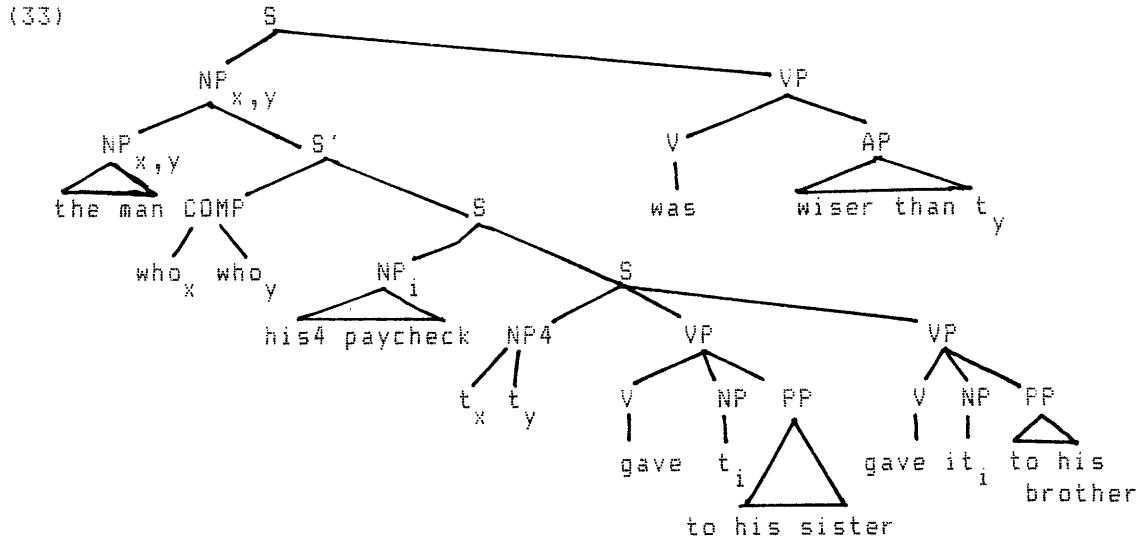 (33)
S
NP x,y
VP
NP x,y
S'
V
AP
the man
COMP
S
was
wiser than t y
who x
who y
NP i
S
his4 paycheck
NP4
VP
VP
t x
t y
V
NP
PP
V
NP
PP
gave
t i
gave
it i
to his
brother
to his sister